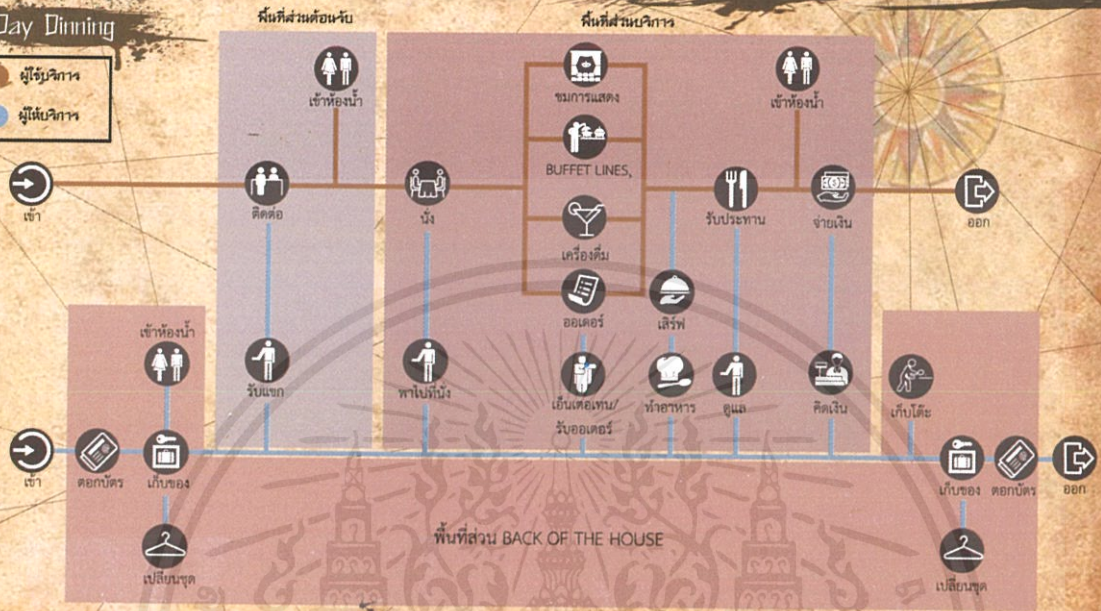 Day Dinning
ผู้ใช้บริการ
ผู้ให้บริการ
พื้นที่ส่วนต้อนรับ
พื้นที่ส่วนบริการ
เข้าห้องน้ำ
ชมการแสดง
เข้าห้องน้ำ
BUFFET LINES,
เข้า
ติดต่อ
นั่ง
เครื่องดื่ม
รับประทาน
จ่ายเงิน
ออก
ออเดอร์
เสิร์ฟ
เข้าห้องน้ำ
รับแขก
พาไปที่นั่ง
เอ็นเตอเทน/
รับออเดอร์
ทำอาหาร
ดูแล
คิดเงิน
เก็บโต๊ะ
เข้า
ตอกบัตร
เก็บของ
เก็บของ
ตอกบัตร
ออก
พื้นที่ส่วน BACK OF THE HOUSE
เปลี่ยนชุด
เปลี่ยนชุด